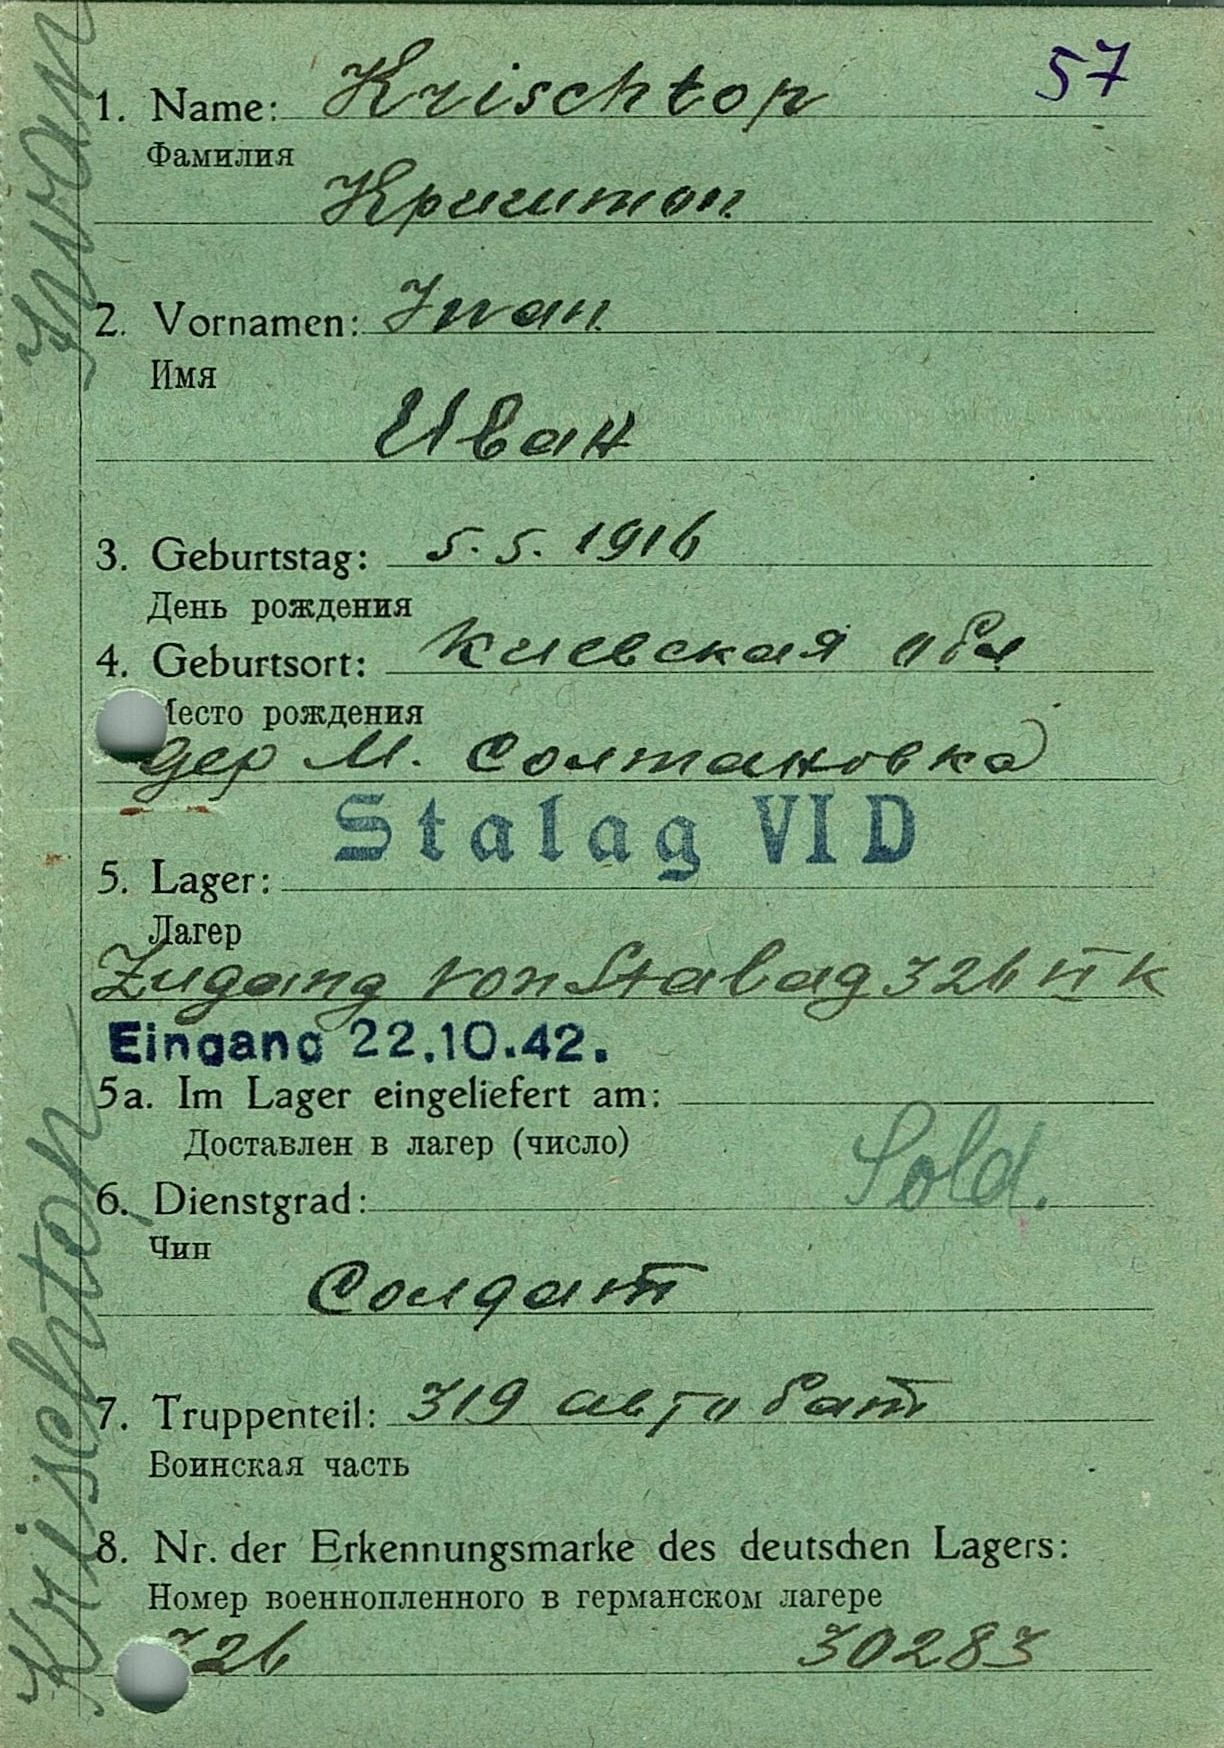 57
1. Name: Krischtop
Фамилия
Криштоп
2. Vornamen: Iwan
Имя
Иван
3. Geburtstag: 5.5.1916
День рождения
4. Geburtsort: Киевская обл
Место рождения
дер М. Солтановка
Stalag VI D
5. Lager:
Лагер
Zugang von Stalag 326 VI K
Eingang 22.10.42.
5a. Im Lager eingeliefert am:
Доставлен в лагер (число)
Sold.
6. Dienstgrad:
Чин
Солдат
7. Truppenteil: 319 авто бат
Воинская часть
8. Nr. der Erkennungsmarke des deutschen Lagers:
Номер военнопленного в германском лагере
326 30283
Krischtop Iwan